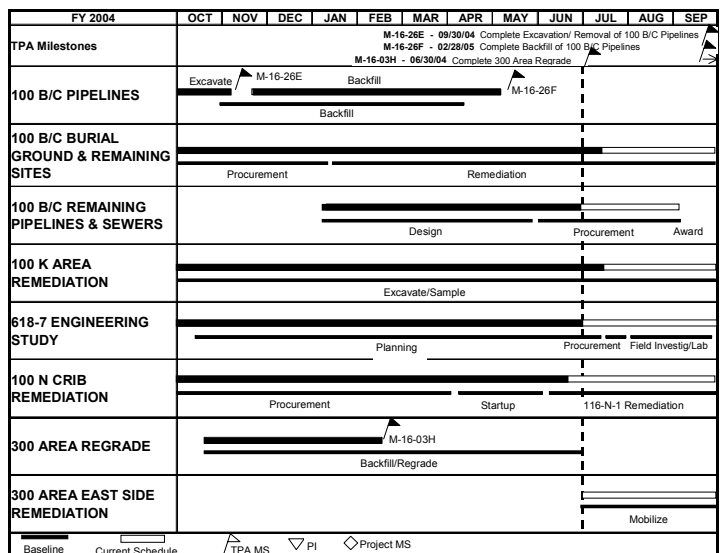 FY 2004 OCT NOV DEC JAN FEB MAR APR MAY JUN JUL AUG SEP
TPA Milestones
M-16-26E - 09/30/04 Complete Excavation/ Removal of 100 B/C Pipelines
M-16-26F - 02/28/05 Complete Backfill of 100 B/C Pipelines
M-16-03H - 06/30/04 Complete 300 Area Regrade
100 B/C PIPELINES
Excavate M-16-26E Backfill
M-16-26F
Backfill
100 B/C BURIAL
GROUND & REMAINING
SITES
Procurement Remediation
100 B/C REMAINING
PIPELINES & SEWERS
Design Procurement Award
100 K AREA
REMEDIATION
Excavate/Sample
618-7 ENGINEERING
STUDY
Planning Procurement Field Investig/Lab
100 N CRIB
REMEDIATION
Procurement Startup 116-N-1 Remediation
300 AREA REGRADE
M-16-03H
Backfill/Regrade
300 AREA EAST SIDE
REMEDIATION
Mobilize
Baseline Current Schedule TPA MS PI Project MS